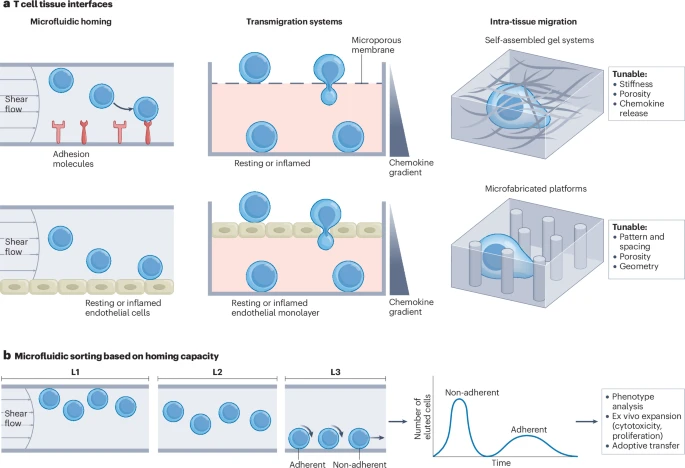 a T cell tissue interfaces
Microfluidic homing
Transmigration systems
Intra-tissue migration
Shear
flow
Adhesion
molecules
Microporous
membrane
Resting or inflamed
Chemokine
gradient
Self-assembled gel systems
Tunable:
• Stiffness
• Porosity
• Chemokine
release
Shear
flow
Resting or inflamed
endothelial cells
Resting or inflamed
endothelial monolayer
Chemokine
gradient
Microfabricated platforms
Tunable:
• Pattern and
spacing
• Porosity
• Geometry
b Microfluidic sorting based on homing capacity
L1
L2
L3
Shear
flow
Adherent
Non-adherent
Number of
eluted cells
Non-adherent
Adherent
Time
• Phenotype
analysis
• Ex vivo expansion
(cytotoxicity,
proliferation)
• Adoptive transfer